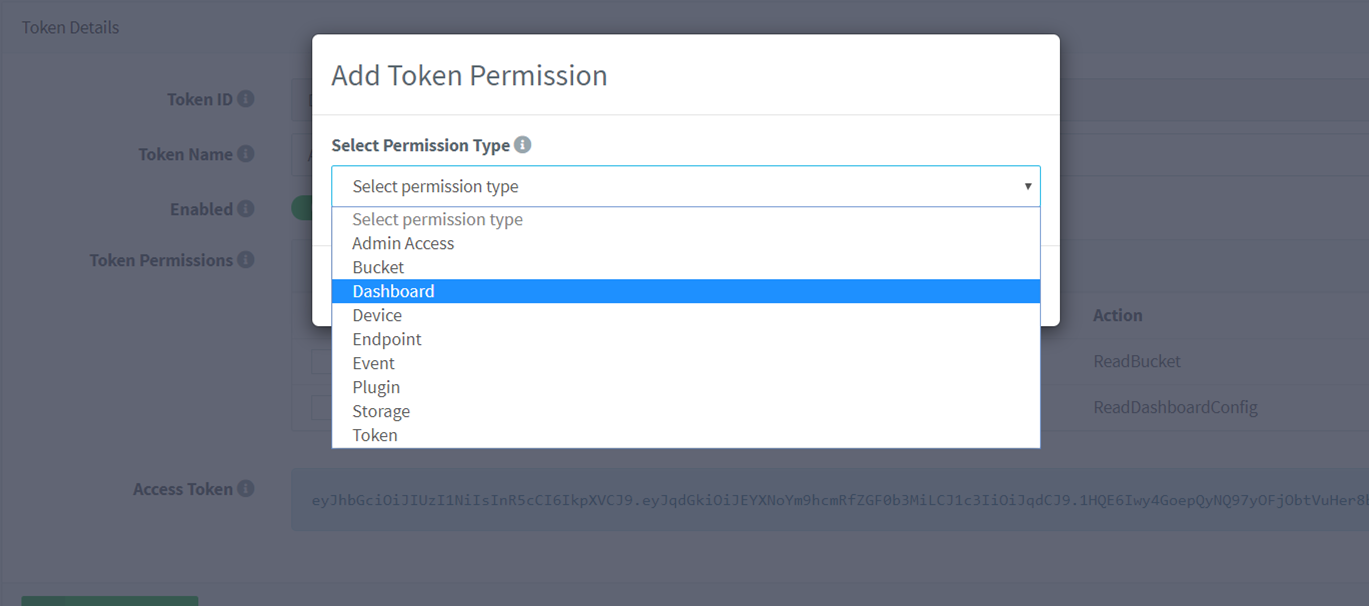 Token Details
Add Token Permission
Token ID
Select Permission Type
Token Name
Select permission type
Enabled
Select permission type
Admin Access
Token Permissions
Bucket
Dashboard
Device
Action
Endpoint
Event
ReadBucket
Plugin
Storage
ReadDashboardConfig
Token
Access Token
eyJhbGciOiJIUzI1NiIsInR5cCI6IkpXVCJ9.eyJqdGkiOiJEYXNoYm9hcmRfZGF0b3MiLCJ1c3IiOiJqdCJ9.1HQE6Iwy4GoepQyNQ97yOFjObtVuHer8